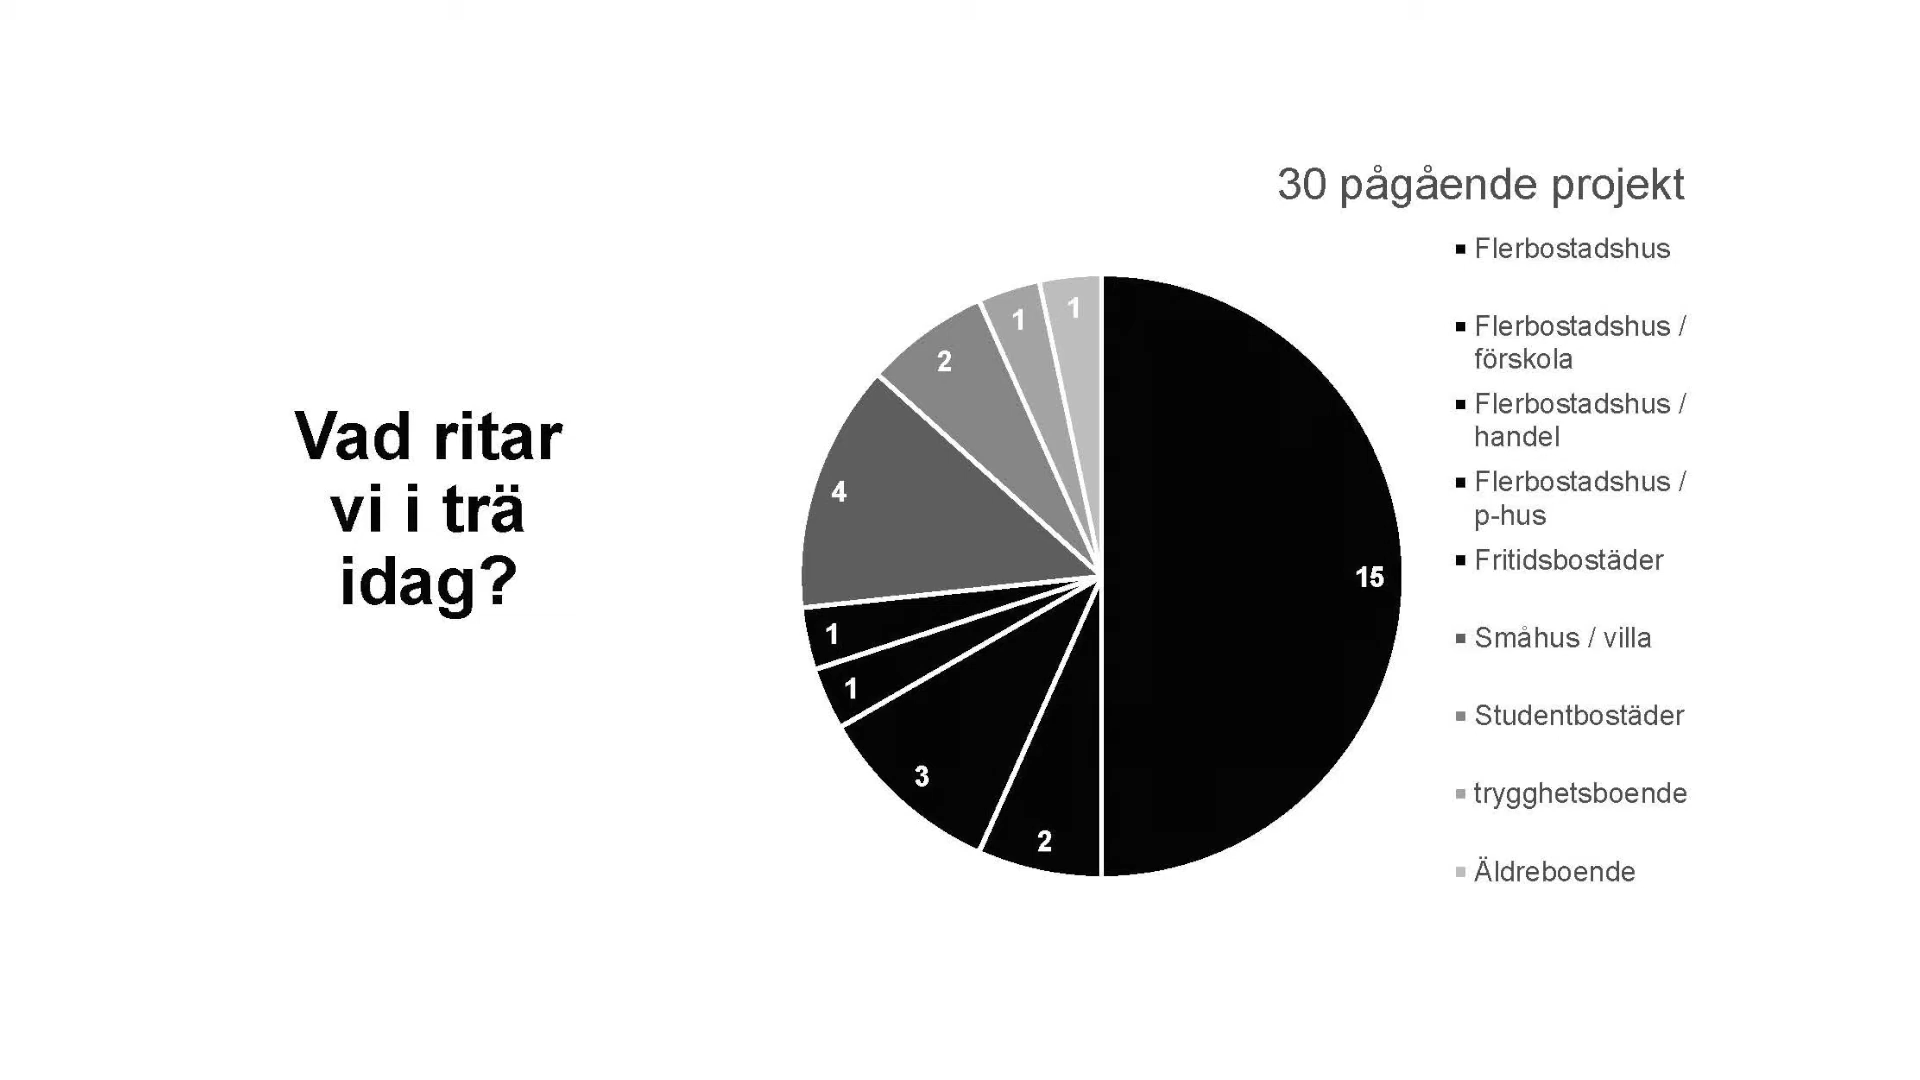 Vad ritar
vi i trä
idag?
30 pågående projekt
Flerbostadshus
Flerbostadshus /
förskola
Flerbostadshus /
handel
Flerbostadshus /
p-hus
Fritidsbostäder
Småhus / villa
Studentbostäder
trygghetsboende
Äldreboende
15
2
3
1
1
4
2
1
1